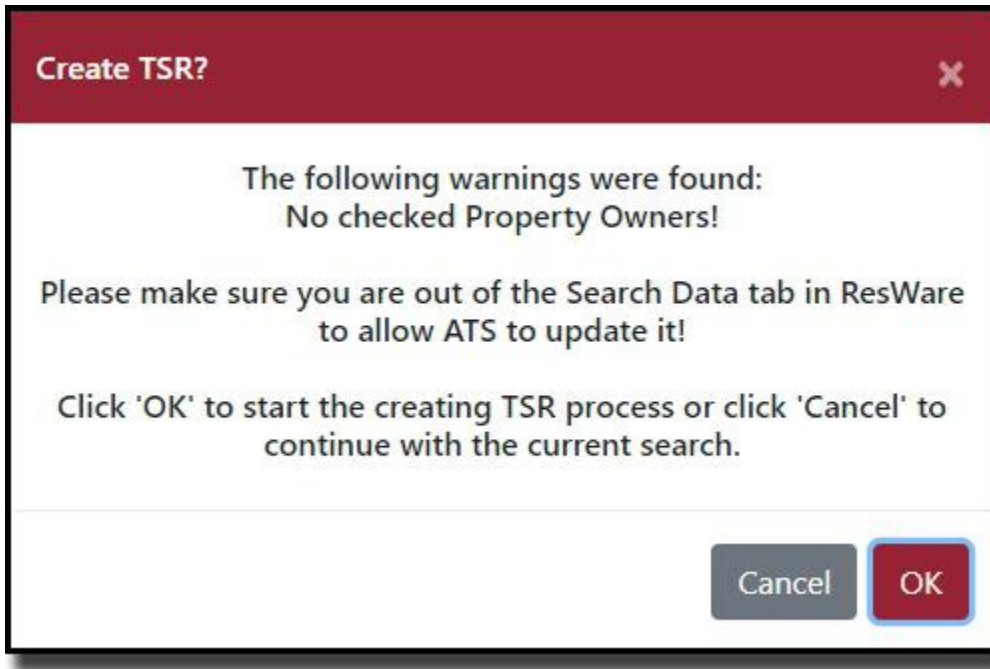 Create TSR?
The following warnings were found:
No checked Property Owners!
Please make sure you are out of the Search Data tab in ResWare
to allow ATS to update it!
Click 'OK' to start the creating TSR process or click 'Cancel' to
continue with the current search.
Cancel
OK